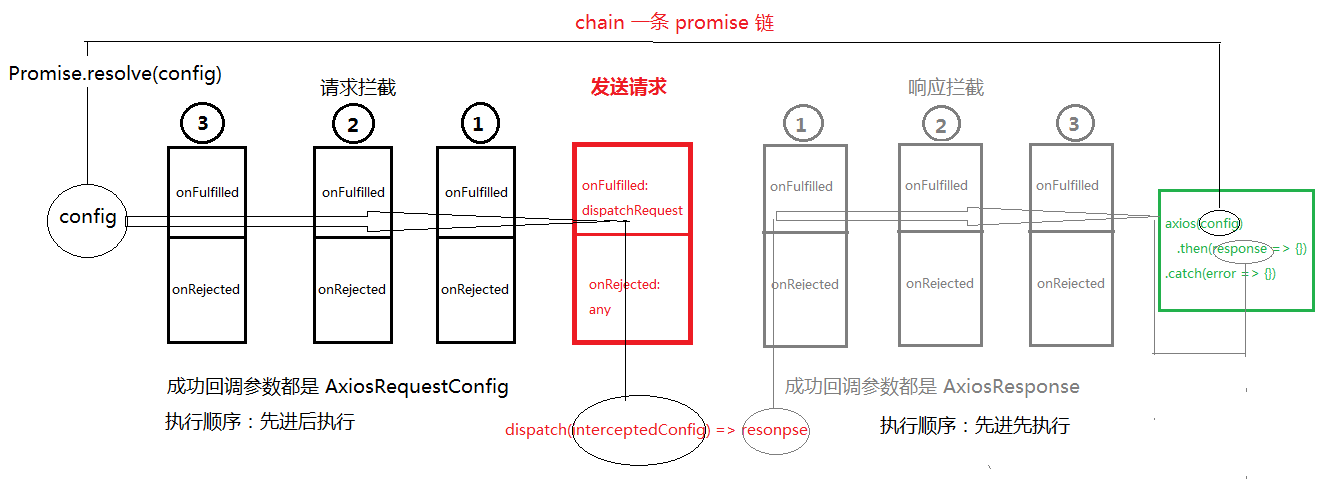 chain 一条 promise 链
Promise.resolve(config)
请求拦截
发送请求
响应拦截
3
2
1
1
2
3
onFulfilled
onFulfilled
onFulfilled
onFulfilled:
dispatchRequest
onFulfilled
onFulfilled
onFulfilled
config
axios(config)
.then(response => {})
.catch(error => {})
onRejected
onRejected
onRejected
onRejected:
any
onRejected
onRejected
onRejected
成功回调参数都是 AxiosRequestConfig
执行顺序：先进后执行
成功回调参数都是 AxiosResponse
执行顺序：先进先执行
dispatch(interceptedConfig) => resonpse